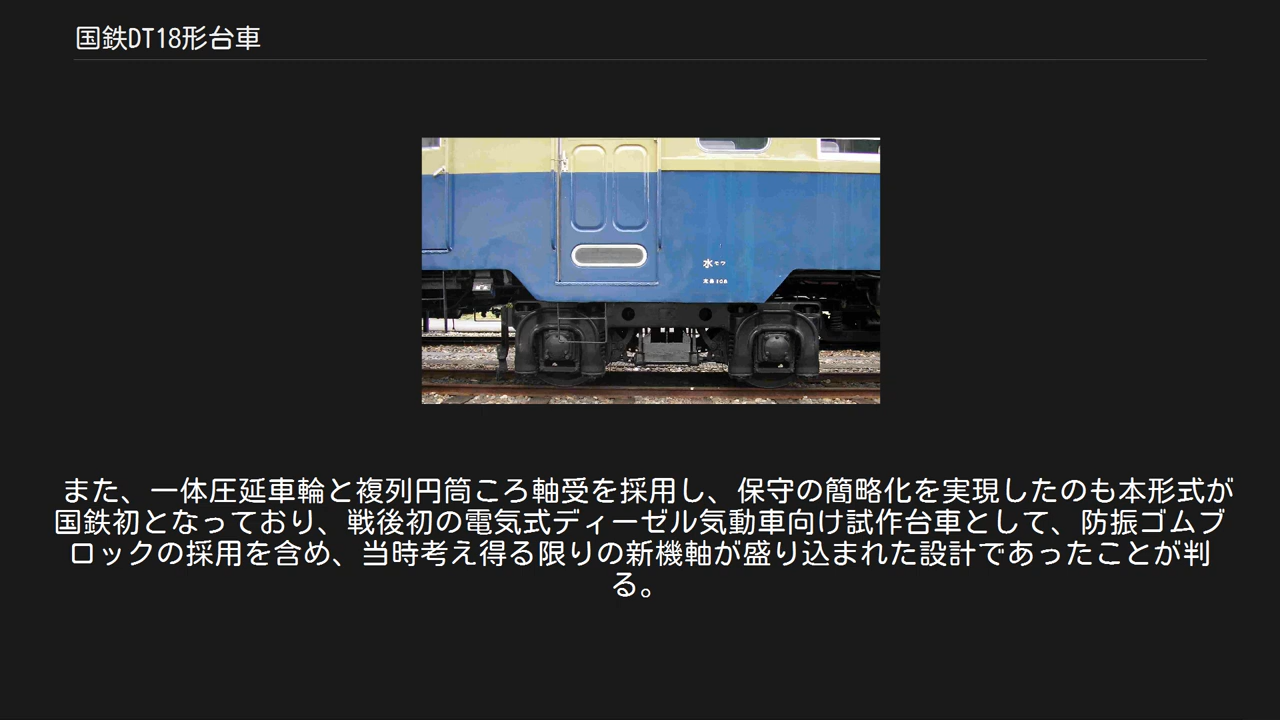 国鉄DT18形台車
水モヤ
また、一体圧延車輪と複列円筒ころ軸受を採用し、保守の簡略化を実現したのも本形式が
国鉄初となっており、戦後初の電気式ディーゼル気動車向け試作台車として、防振ゴムブ
ロックの採用を含め、当時考え得る限りの新機軸が盛り込まれた設計であったことが判
る。